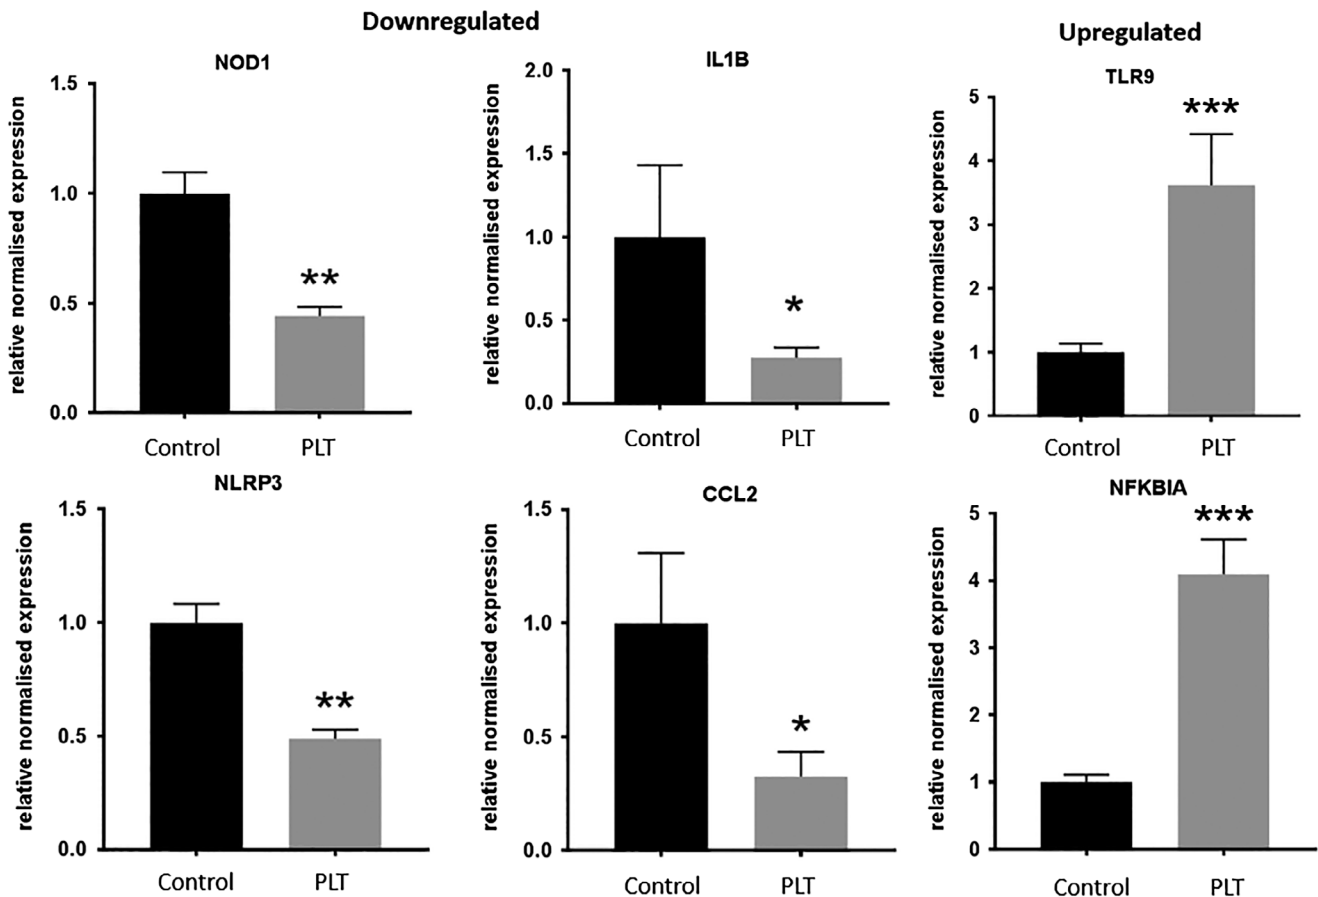 Downregulated
Upregulated
NOD1
relative normalised expression
1.5
1.0
0.5
0.0
**
Control PLT
IL1B
relative normalised expression
2.0
1.5
1.0
0.5
0.0
*
Control PLT
TLR9
relative normalised expression
5
4
3
2
1
0
***
Control PLT
NLRP3
relative normalised expression
1.5
1.0
0.5
0.0
**
Control PLT
CCL2
relative normalised expression
1.5
1.0
0.5
0.0
*
Control PLT
NFKBIA
relative normalised expression
5
4
3
2
1
0
***
Control PLT